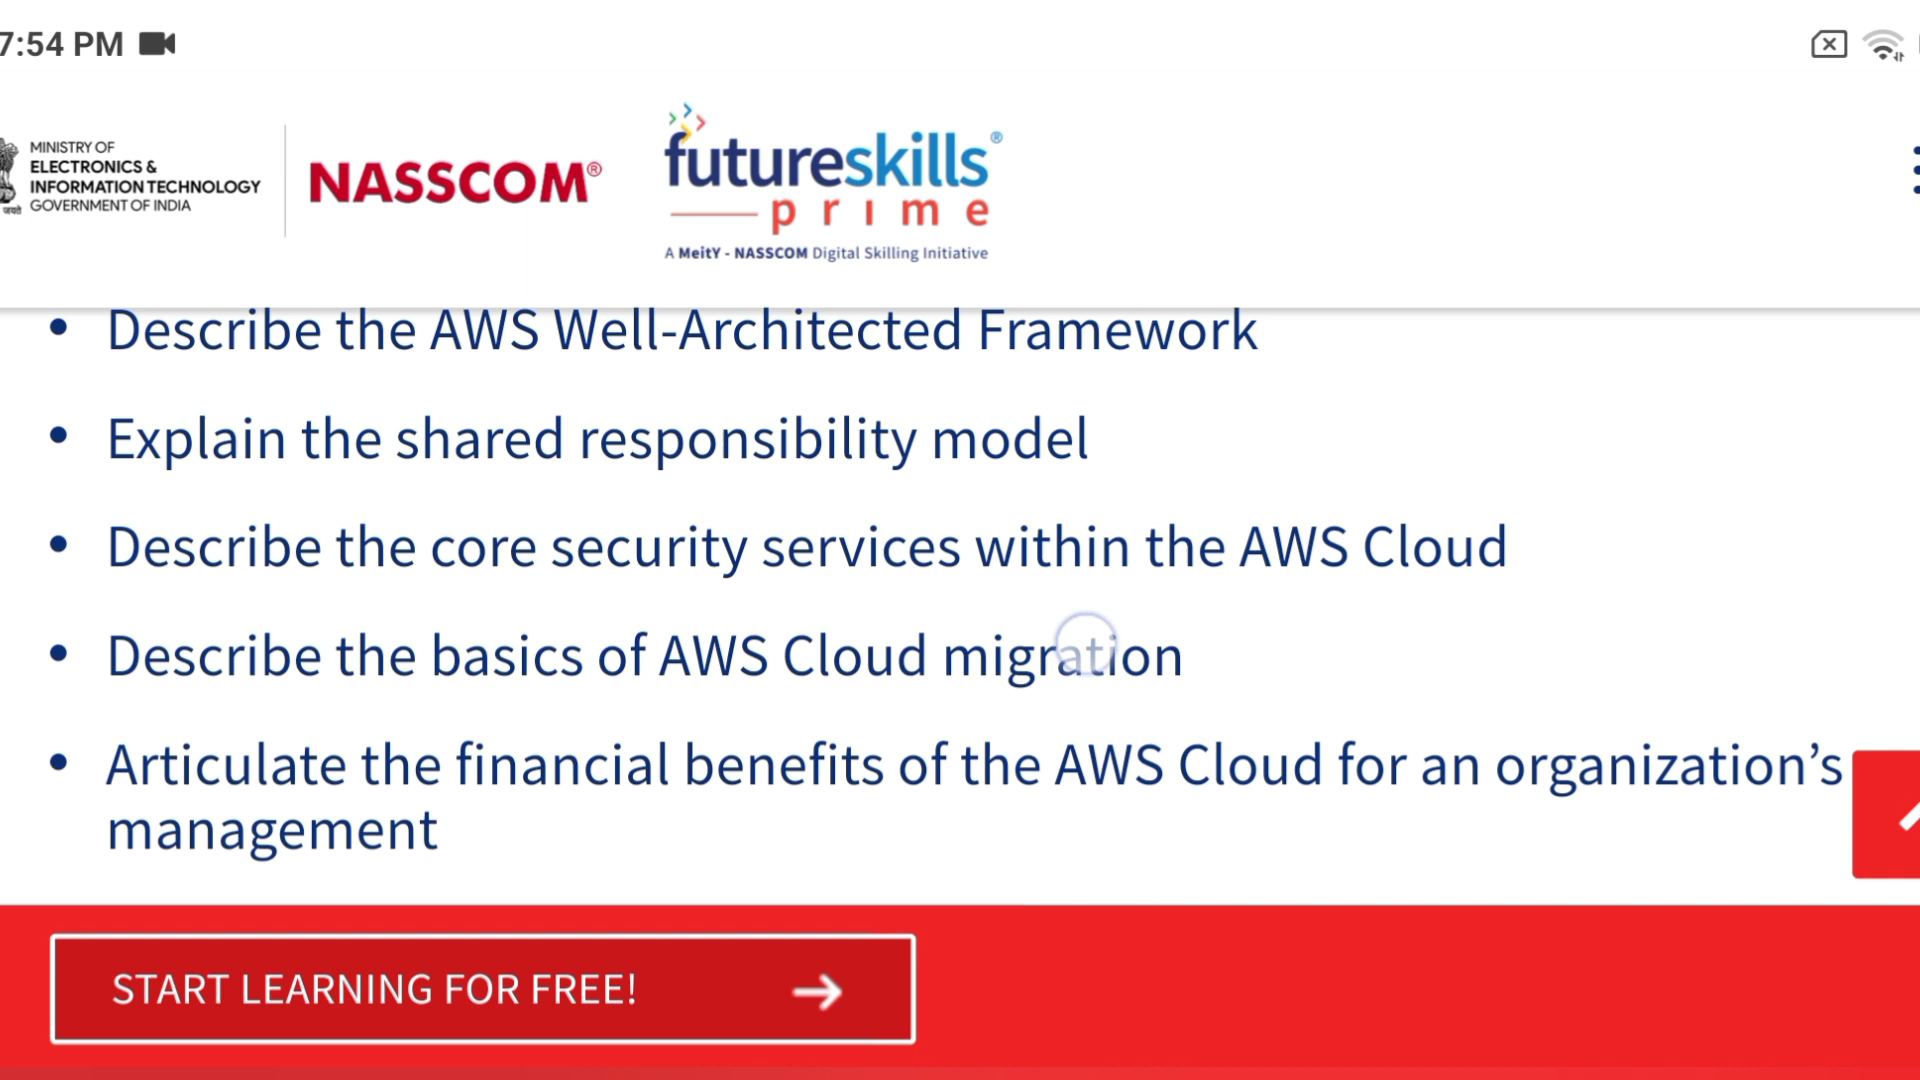 7:54 PM
MINISTRY OF
ELECTRONICS &
INFORMATION TECHNOLOGY
GOVERNMENT OF INDIA
जयते
NASSCOM®
futureskills®
prime
A MeitY - NASSCOM Digital Skilling Initiative
• Describe the AWS Well-Architected Framework
• Explain the shared responsibility model
• Describe the core security services within the AWS Cloud
• Describe the basics of AWS Cloud migration
• Articulate the financial benefits of the AWS Cloud for an organization’s
management
START LEARNING FOR FREE!